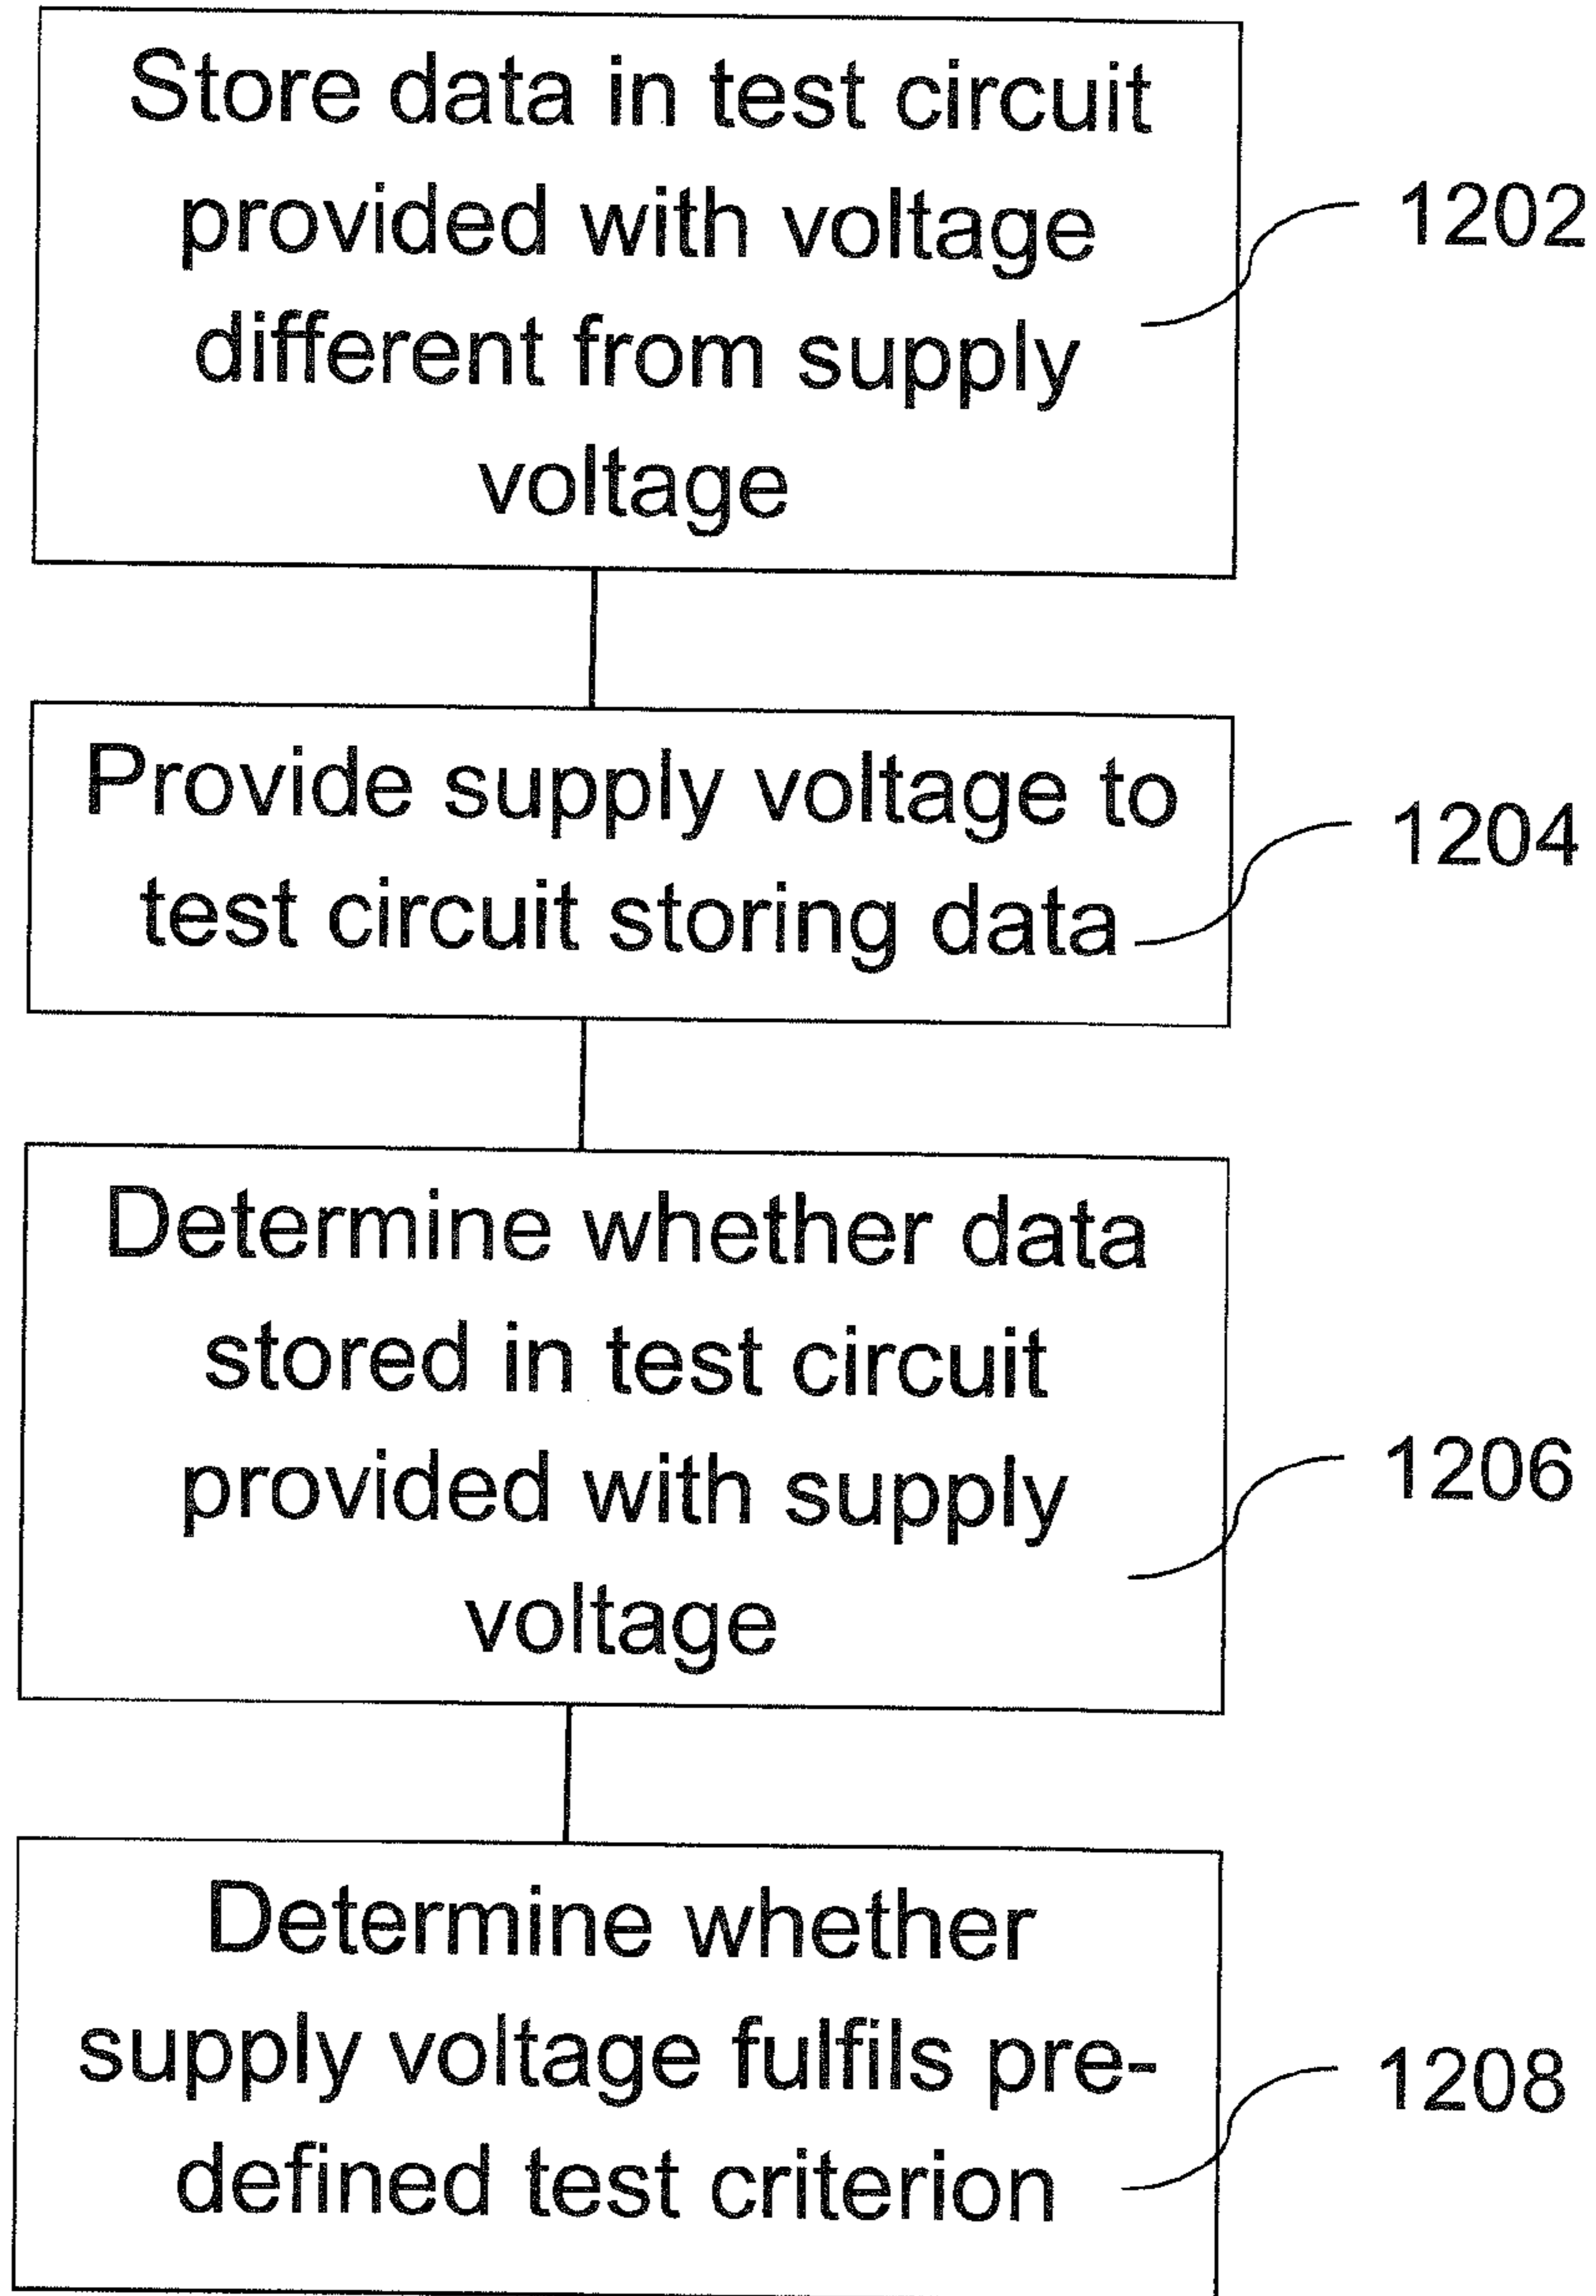 Store data in test circuit
provided with voltage
different from supply
voltage
1202
Provide supply voltage to
test circuit storing data
1204
Determine whether data
stored in test circuit
provided with supply
voltage
1206
Determine whether
supply voltage fulfils pre-
defined test criterion
1208